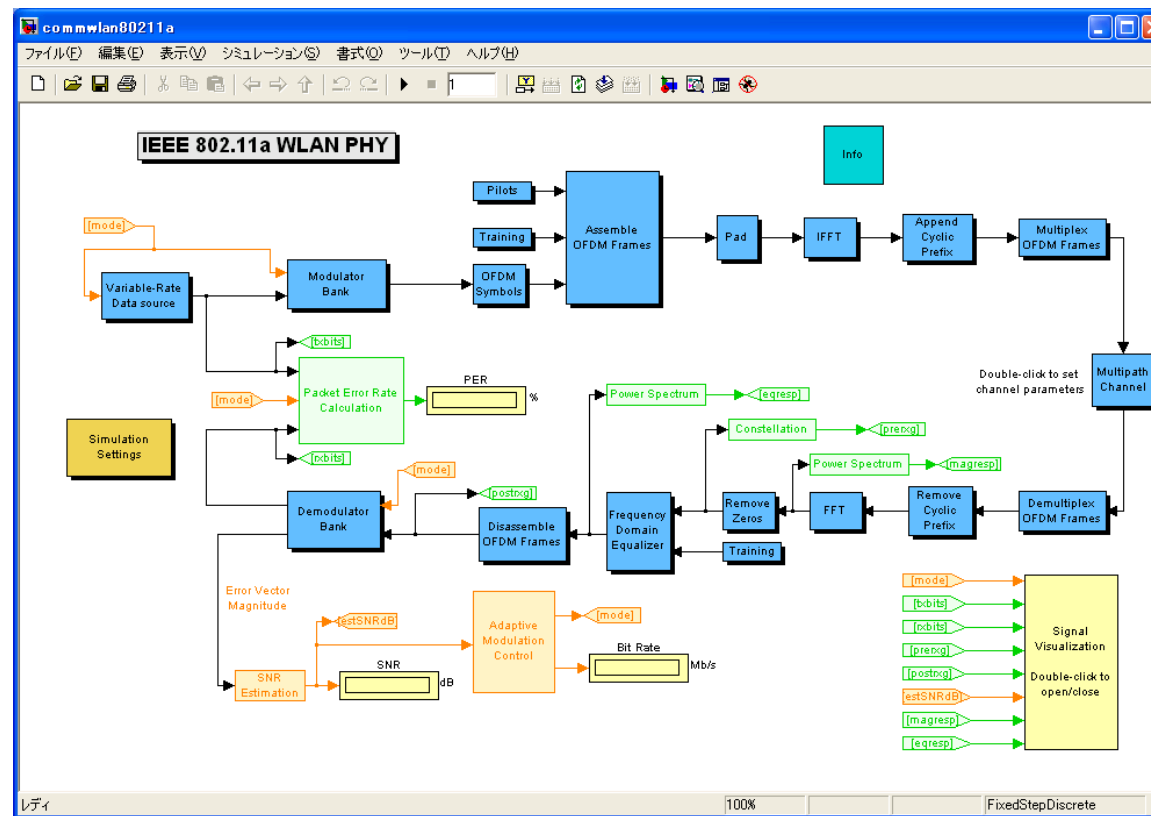 commwlan80211a
ファイル(F) 編集(E) 表示(V) シミュレーション(S) 書式(O) ツール(T) ヘルプ(H)
1
IEEE 802.11a WLAN PHY
Info
Pilots
Training
OFDM
Symbols
Assemble
OFDM Frames
Pad
IFFT
Append
Cyclic
Prefix
Multiplex
OFDM Frames
[mode]
Variable-Rate
Data source
Modulator
Bank
[txbits]
Packet Error Rate
Calculation
[mode]
[rxbits]
PER
%
Simulation
Settings
Double-click to set
channel parameters
Multipath
Channel
Power Spectrum
[eqresp]
Constellation
[prerxg]
Power Spectrum
[magresp]
[mode]
Demodulator
Bank
[postrxg]
Disassemble
OFDM Frames
Frequency
Domain
Equalizer
Remove
Zeros
Training
FFT
Remove
Cyclic
Prefix
Demultiplex
OFDM Frames
Error Vector
Magnitude
[estSNRdB]
SNR
Estimation
SNR
dB
Adaptive
Modulation
Control
[mode]
Bit Rate
Mb/s
[mode]
[txbits]
[rxbits]
[prerxg]
[postrxg]
[estSNRdB]
[magresp]
[eqresp]
Signal
Visualization
Double-click to
open/close
レディ
100%
FixedStepDiscrete